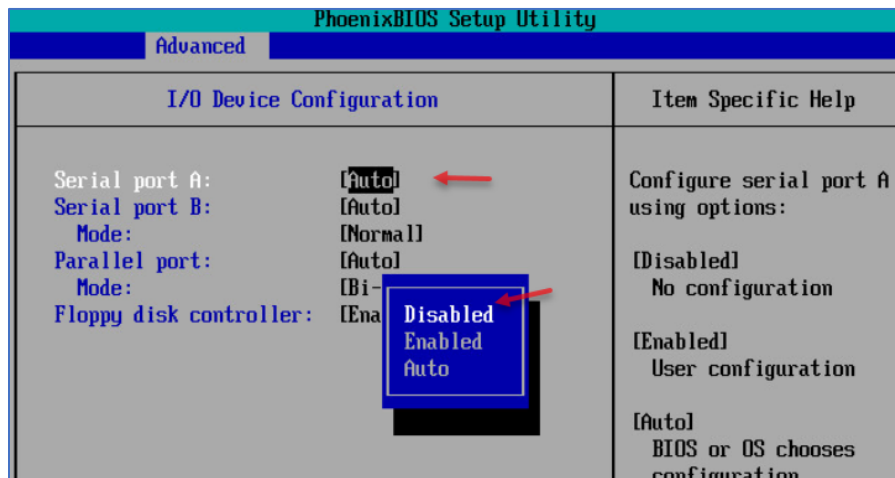 PhoenixBIOS Setup Utility
Advanced
I/O Device Configuration
Serial port A: [Auto]
Serial port B: [Auto]
Mode: [Normal]
Parallel port: [Auto]
Mode: [Bi-
Floppy disk controller: [Ena
Disabled
Enabled
Auto
Item Specific Help
Configure serial port A
using options:
[Disabled]
No configuration
[Enabled]
User configuration
[Auto]
BIOS or OS chooses
configuration